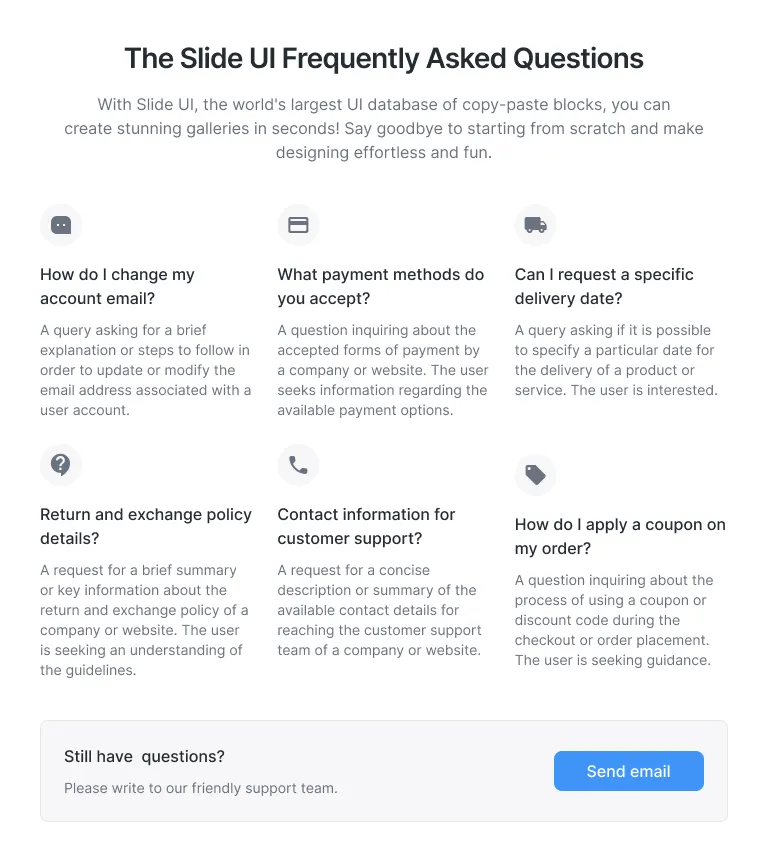 The Slide UI Frequently Asked Questions
With Slide UI, the world's largest UI database of copy-paste blocks, you can
create stunning galleries in seconds! Say goodbye to starting from scratch and make
designing effortless and fun.
How do I change my
account email?
A query asking for a brief
explanation or steps to follow in
order to update or modify the
email address associated with a
user account.
What payment methods do
you accept?
A question inquiring about the
accepted forms of payment by
a company or website. The user
seeks information regarding the
available payment options.
Can I request a specific
delivery date?
A query asking if it is possible
to specify a particular date for
the delivery of a product or
service. The user is interested.
Return and exchange policy
details?
A request for a brief summary
or key information about the
return and exchange policy of a
company or website. The user
is seeking an understanding of
the guidelines.
Contact information for
customer support?
A request for a concise
description or summary of the
available contact details for
reaching the customer support
team of a company or website.
How do I apply a coupon on
my order?
A question inquiring about the
process of using a coupon or
discount code during the
checkout or order placement.
The user is seeking guidance.
Still have  questions?
Please write to our friendly support team.
Send email